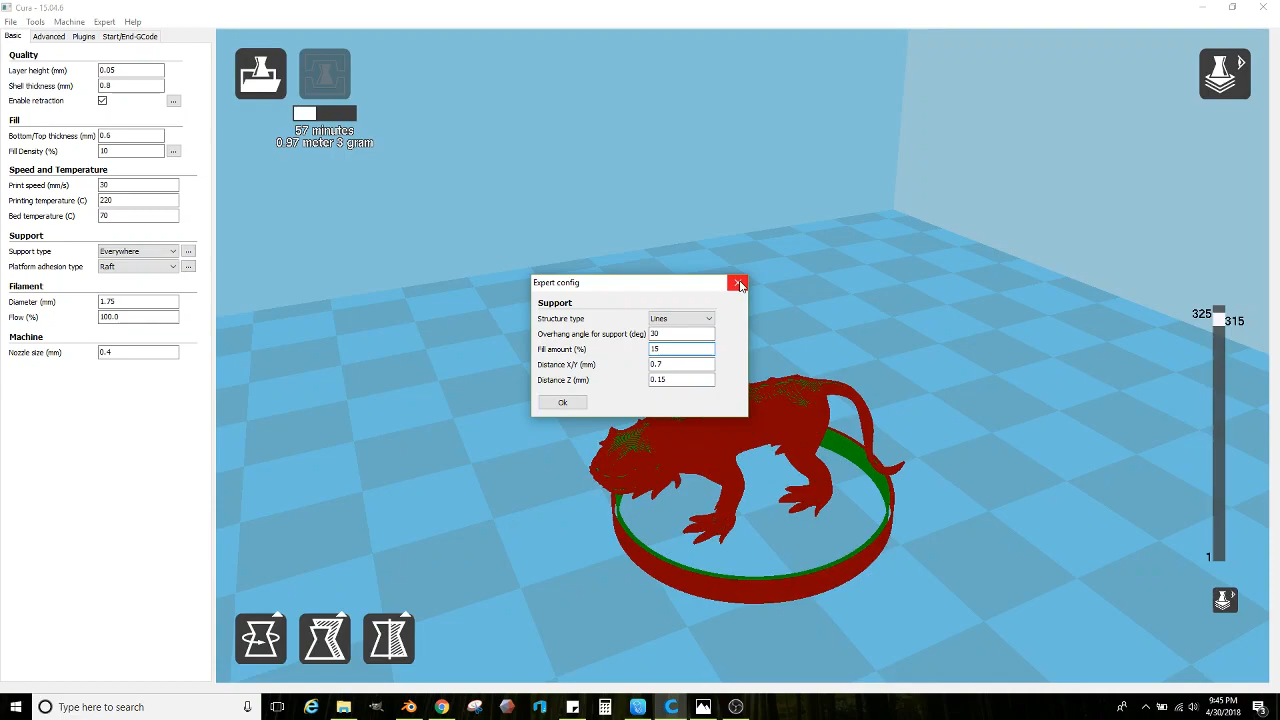 Cura - 15.04.6
File Tools Machine Expert Help
Basic Advanced Plugins Start/End-GCode
Quality
Layer height (mm) 0.05
Shell thickness (mm) 0.8
Enable retraction ...
Fill
Bottom/Top thickness (mm) 0.6
Fill Density (%) 10 ...
Speed and Temperature
Print speed (mm/s) 30
Printing temperature (C) 220
Bed temperature (C) 70
Support
Support type Everywhere ...
Platform adhesion type Raft ...
Filament
Diameter (mm) 1.75
Flow (%) 100.0
Machine
Nozzle size (mm) 0.4
57 minutes
0.97 meter 3 gram
Expert config
Support
Structure type Lines
Overhang angle for support (deg) 30
Fill amount (%) 15
Distance X/Y (mm) 0.7
Distance Z (mm) 0.15
Ok
325
315
1
Type here to search
9:45 PM
4/30/2018